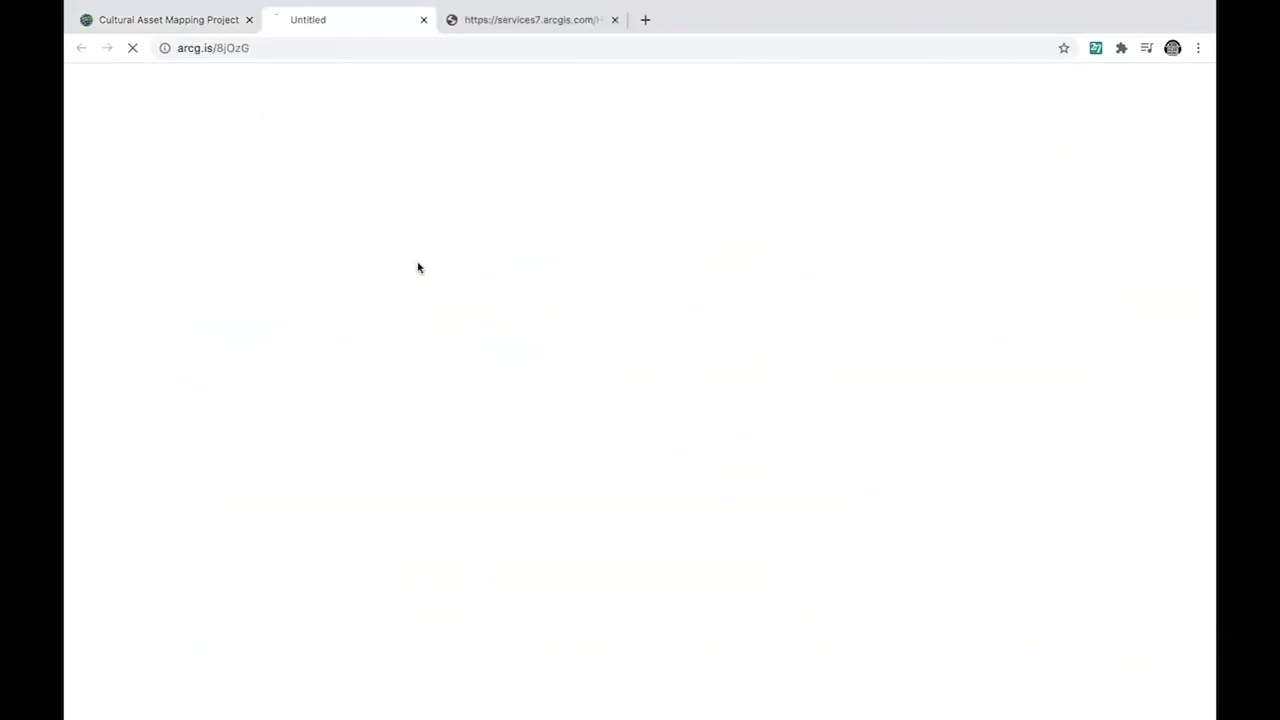 Cultural Asset Mapping Project
Untitled
https://services7.arcgis.com/H
arcg.is/8jOzG